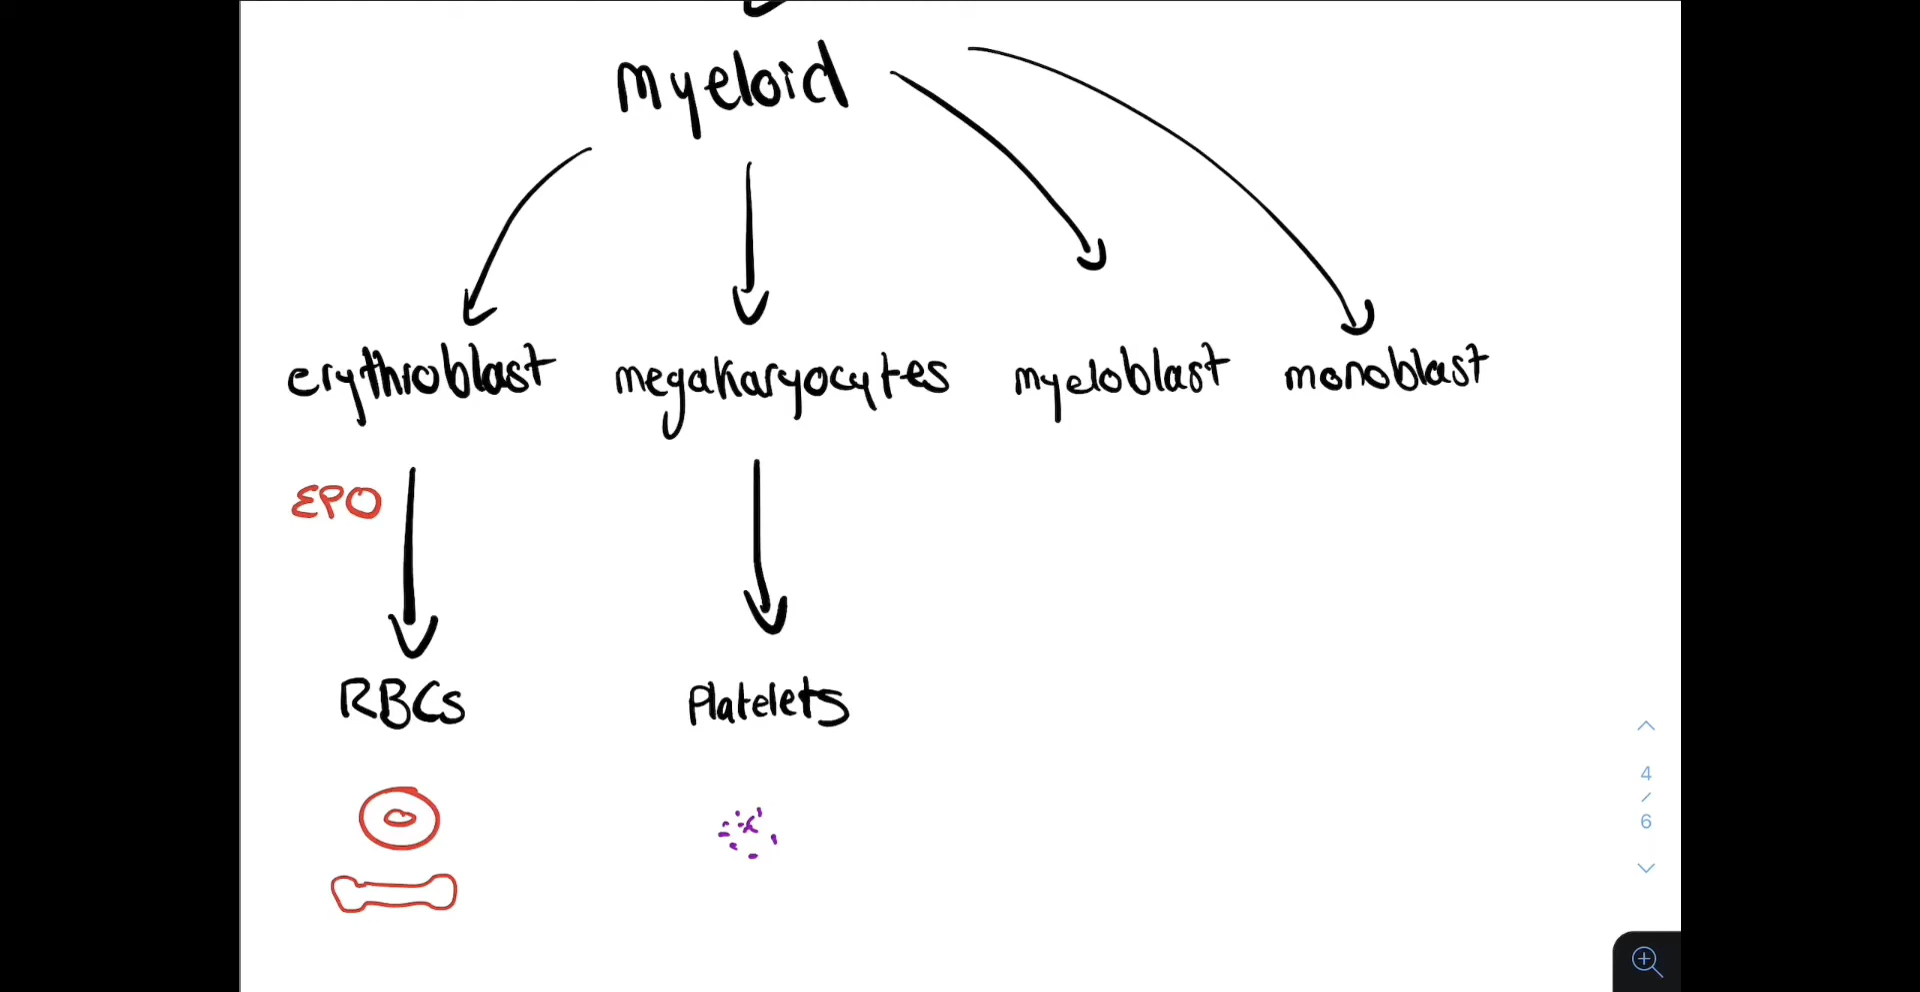 myeloid
erythroblast megakaryocytes myeloblast monoblast
EPO
RBCs Platelets
4
/
6